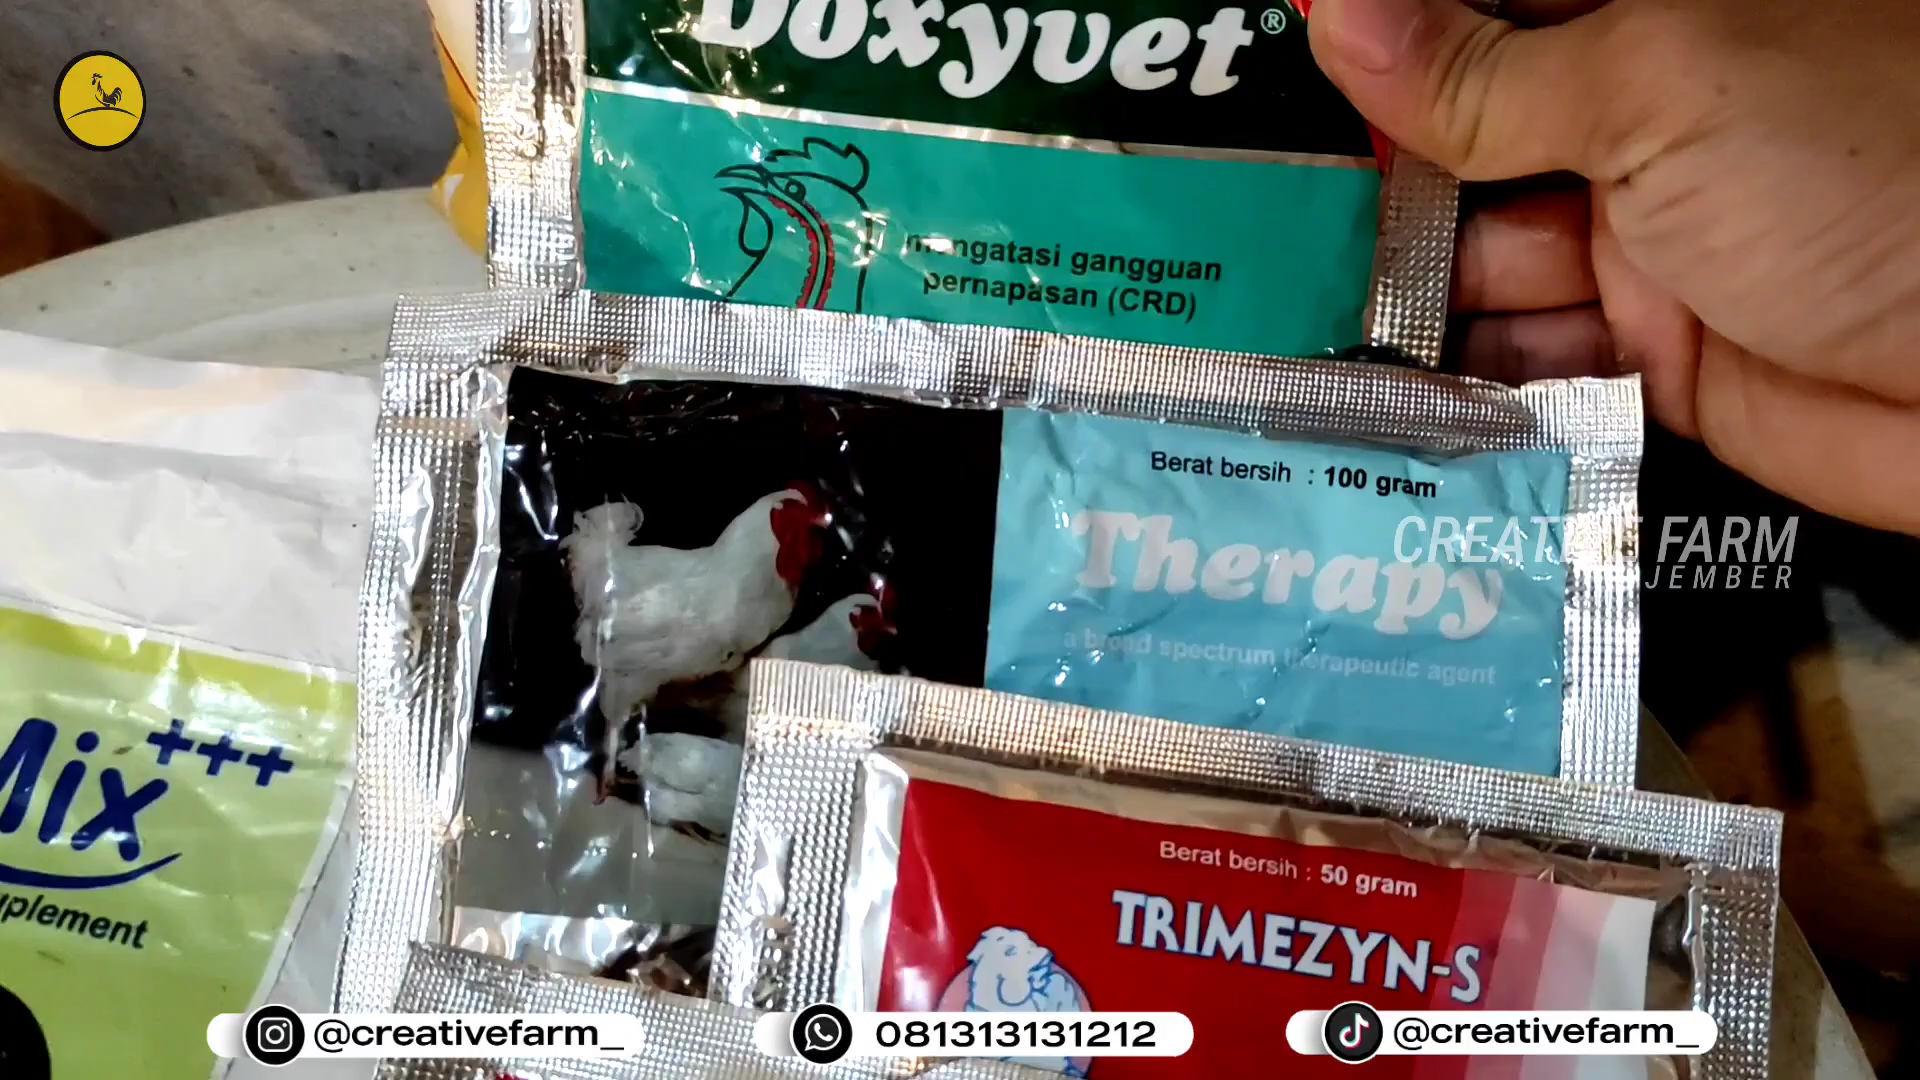 Doxyvet®
mengatasi gangguan
pernapasan (CRD)
Berat bersih : 100 gram
Therapy
a broad spectrum therapeutic agent
CREATIVE FARM
JEMBER
Berat bersih : 50 gram
TRIMEZYN-S
Mix+++
@creativefarm_
081313131212
@creativefarm_